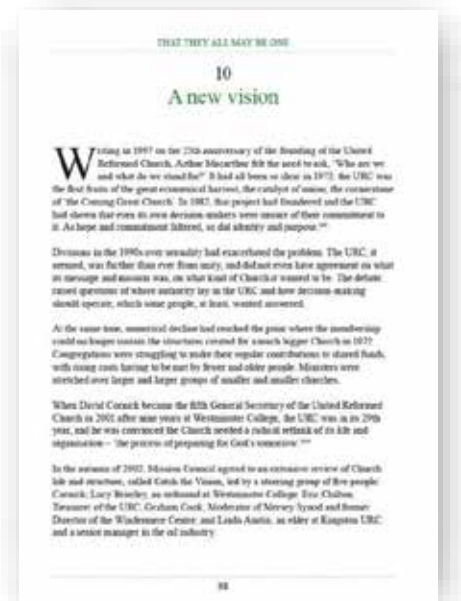 THAT THEY ALL MAY BE ONE
10
A new vision
Writing in 1997 on the 25th anniversary of the founding of the United
Reformed Church, Arthur Macarthur felt the need to ask, 'Who are we
and what do we stand for?' It had all been so clear in 1972: the URC was
the first fruits of the great ecumenical harvest, the catalyst of union, the cornerstone
of 'the Coming Great Church'. In 1982, that project had foundered and the URC
had shown that even its own decision-makers were unsure of their commitment to
it. As hope and commitment faltered, so did identity and purpose.
Divisions in the 1990s over sexuality had exacerbated the problem. The URC, it
seemed, was further than ever from unity, and did not even have agreement on what
its message and mission was, on what kind of Church it wanted to be. The debate
raised questions of where authority lay in the URC and how decision-making
should operate, which some people, at least, wanted answered.
At the same time, numerical decline had reached the point where the membership
could no longer sustain the structures created for a much bigger Church in 1972.
Congregations were struggling to make their regular contributions to shared funds,
with rising costs having to be met by fewer and older people. Ministers were
stretched over larger and larger groups of smaller and smaller churches.
When David Cornick became the fifth General Secretary of the United Reformed
Church in 2001 after nine years at Westminster College, the URC was in its 29th
year, and he was convinced the Church needed a radical rethink of its life and
organisation – 'the process of preparing for God's tomorrow.'
In the autumn of 2002, Mission Council agreed to an extensive review of Church
life and structure, called Catch the Vision, led by a steering group of five people:
Cornick; Lucy Brierley, an ordinand at Westminster College; Eric Chilton,
Treasurer of the URC; Graham Cook, Moderator of Mersey Synod and former
Director of the Windermere Centre; and Linda Austin, an elder at Kingston URC
and a senior manager in the oil industry.